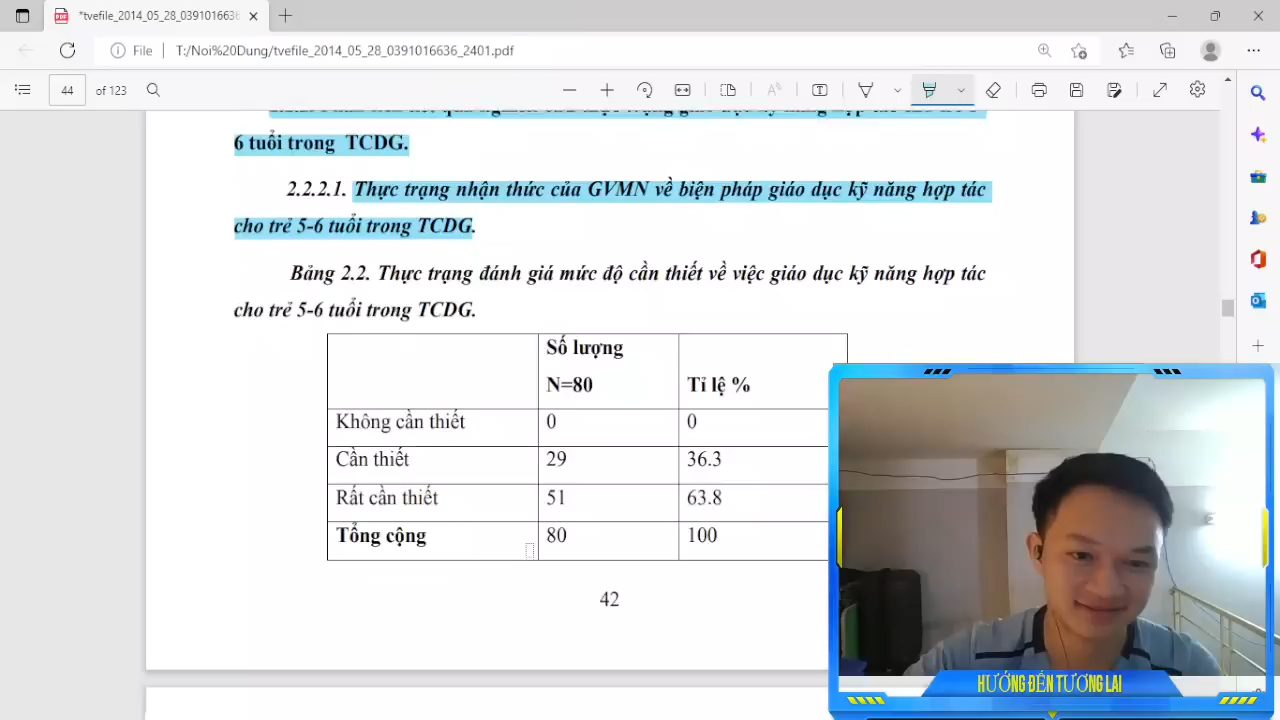 *tvefile_2014_05_28_0391016636
File
T:/Noi%20Dung/tvefile_2014_05_28_0391016636_2401.pdf
44
of 123
6 tuổi trong TCDG.
2.2.2.1. Thực trạng nhận thức của GVMN về biện pháp giáo dục kỹ năng hợp tác
cho trẻ 5-6 tuổi trong TCDG.
Bảng 2.2. Thực trạng đánh giá mức độ cần thiết về việc giáo dục kỹ năng hợp tác
cho trẻ 5-6 tuổi trong TCDG.
Số lượng
N=80 Tỉ lệ %
Không cần thiết 0 0
Cần thiết 29 36.3
Rất cần thiết 51 63.8
Tổng cộng 80 100
42
HƯỚNG ĐẾN TƯƠNG LAI